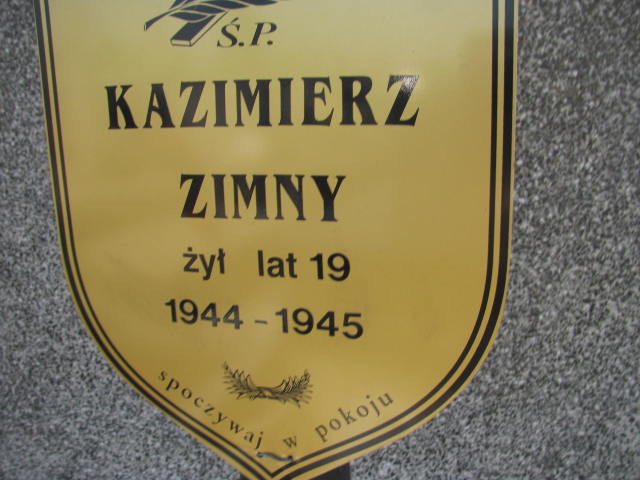 Ś.P.
KAZIMIERZ
ZIMNY
żył lat 19
1944 - 1945
spoczywaj w pokoju